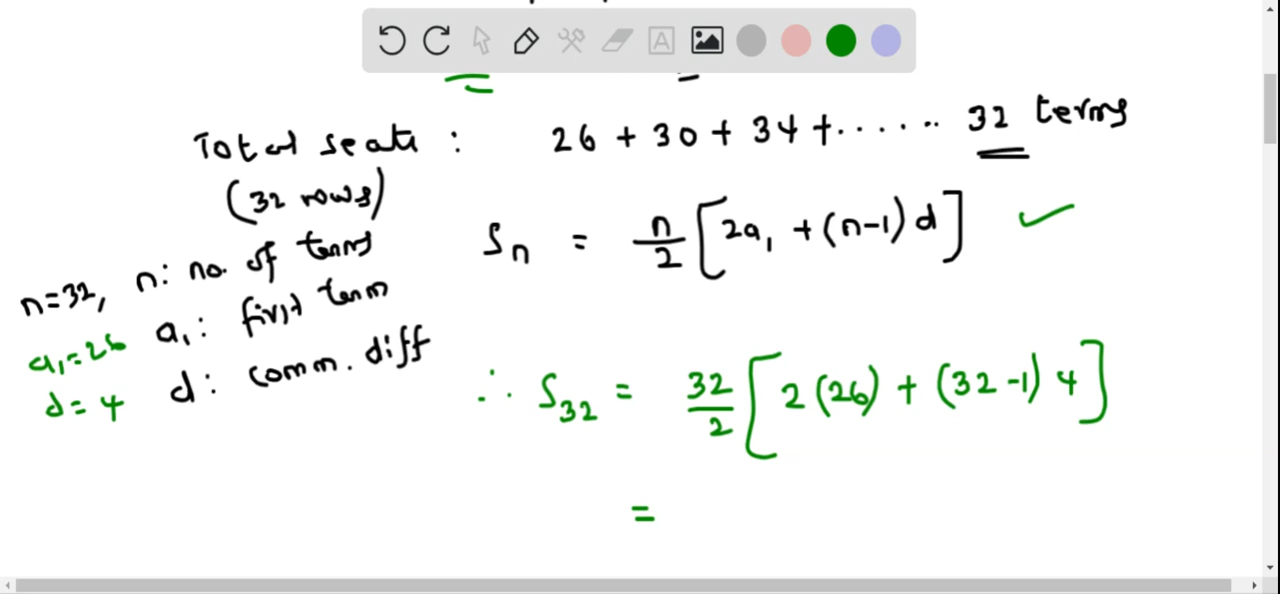 Total seats : 26 + 30 + 34 + ...... 32 terms
(32 rows)
Sn = n/2 [2a₁ + (n-1) d] ✓
n=32, n: no. of terms
a₁=26 a₁: first term
d=4 d: comm. diff
∴ S₃₂ = 32/2 [2(26) + (32-1) 4]
=